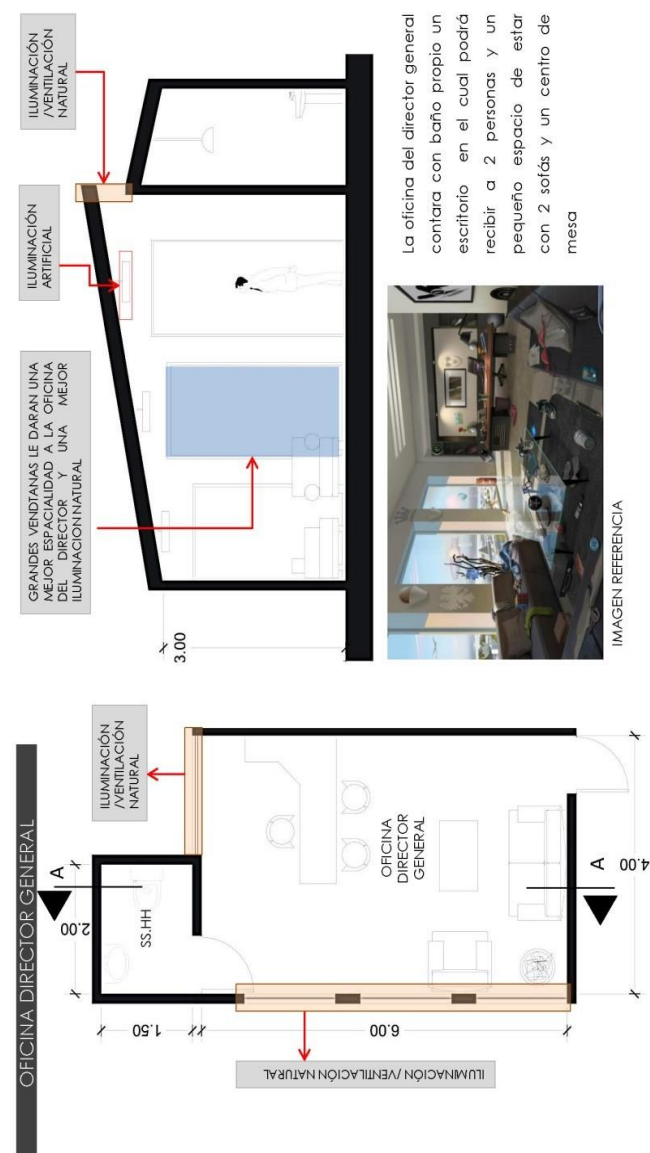 OFICINA DIRECTOR GENERAL
ILUMINACIÓN
/VENTILACIÓN
NATURAL
A
2.00
SS.HH
1.50
6.00
ILUMINACIÓN /VENTILACIÓN NATURAL
OFICINA
DIRECTOR
GENERAL
A
4.00
GRANDES VENDTANAS LE DARAN UNA
MEJOR ESPACIALIDAD A LA OFICINA
DEL DIRECTOR Y UNA MEJOR
ILUMINACION NATURAL
ILUMINACIÓN
ARTIFICIAL
ILUMINACIÓN
/VENTILACIÓN
NATURAL
3.00
IMAGEN REFERENCIA
La oficina del director general
contara con baño propio un
escritorio en el cual podrá
recibir a 2 personas y un
pequeño espacio de estar
con 2 sofás y un centro de
mesa